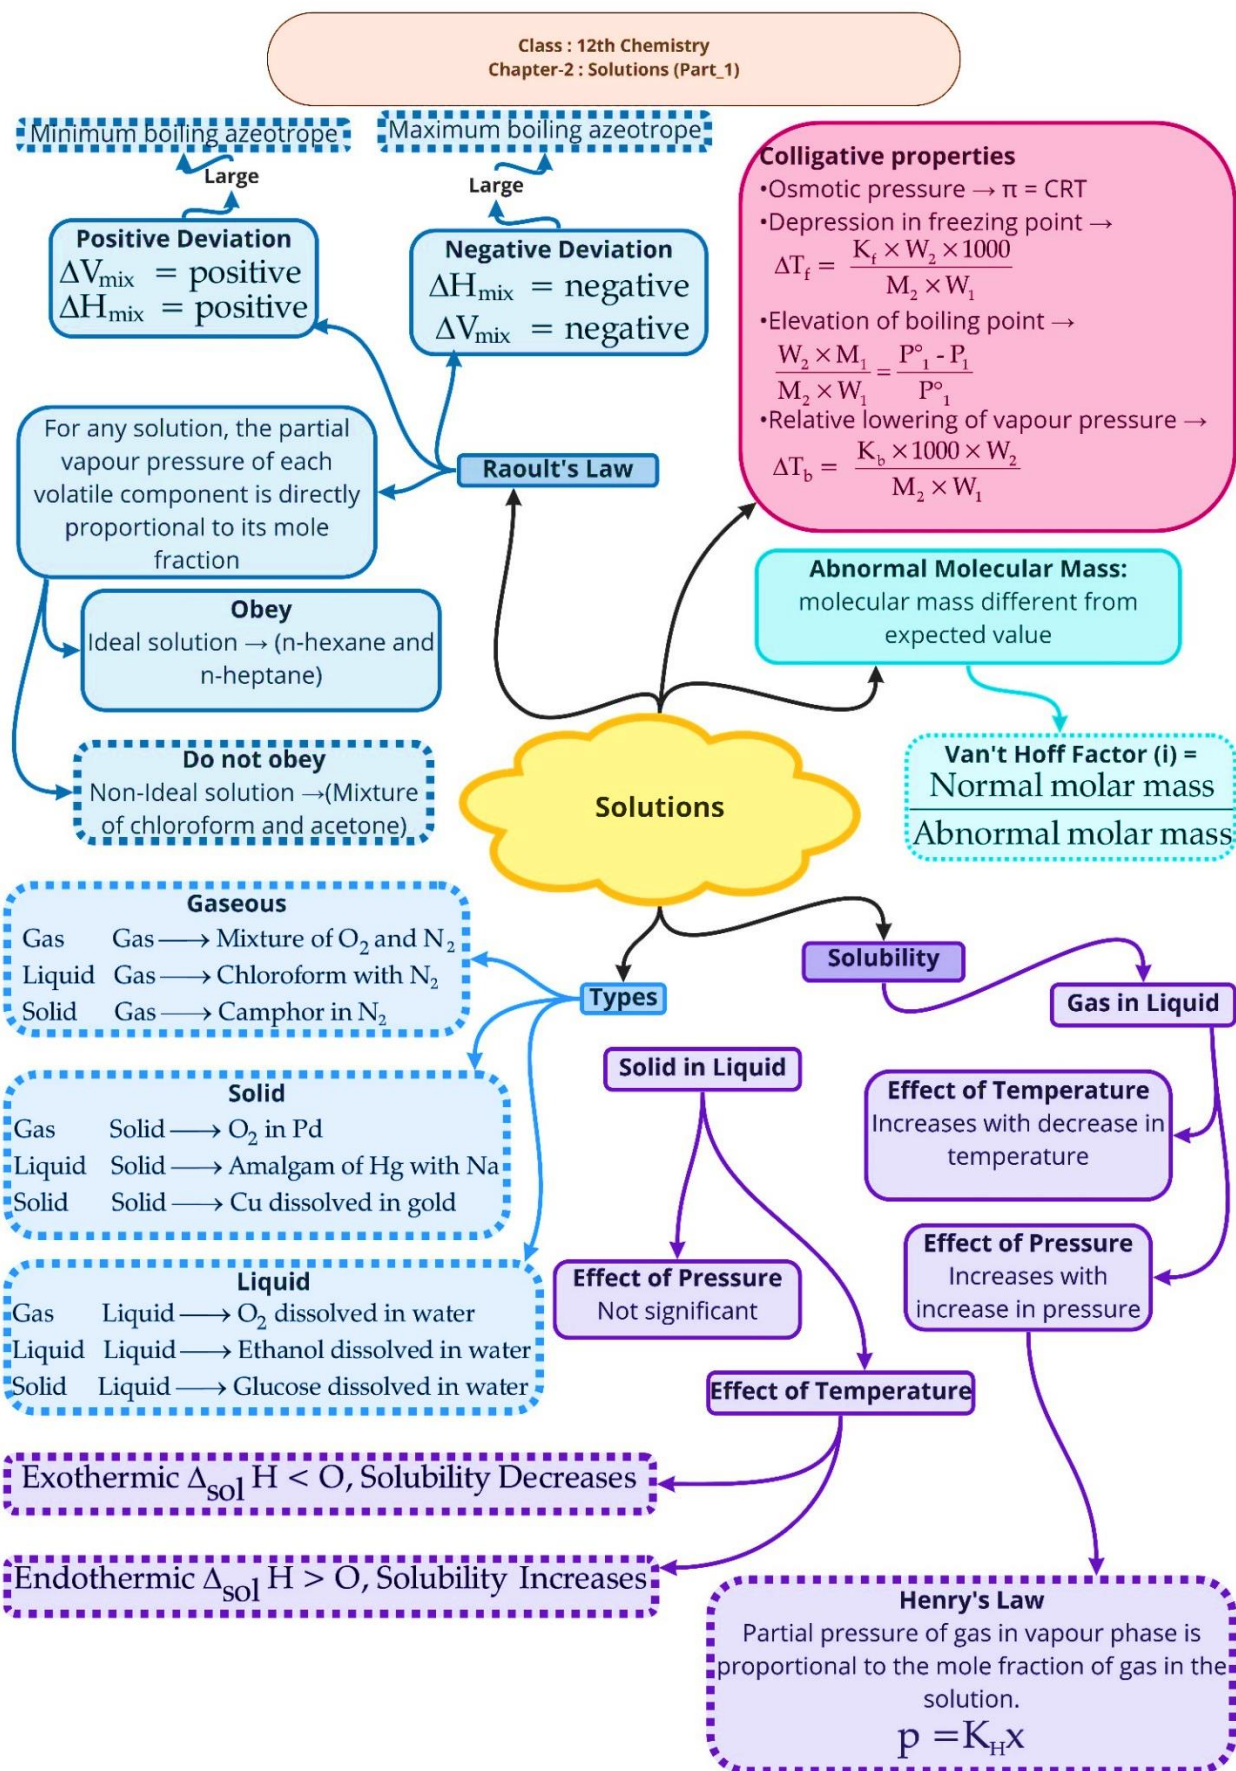 Class : 12th Chemistry
Chapter-2 : Solutions (Part_1)
Minimum boiling azeotrope
Large
Positive Deviation
ΔVmix = positive
ΔHmix = positive
Maximum boiling azeotrope
Large
Negative Deviation
ΔHmix = negative
ΔVmix = negative
Colligative properties
•Osmotic pressure → π = CRT
•Depression in freezing point →
ΔT_f = (K_f × W₂ × 1000) / (M₂ × W₁)
•Elevation of boiling point →
(W₂ × M₁) / (M₂ × W₁) = (P°₁ - P₁) / P°₁
•Relative lowering of vapour pressure →
ΔT_b = (K_b × 1000 × W₂) / (M₂ × W₁)
Raoult's Law
For any solution, the partial
vapour pressure of each
volatile component is directly
proportional to its mole
fraction
Obey
Ideal solution → (n-hexane and
n-heptane)
Do not obey
Non-Ideal solution →(Mixture
of chloroform and acetone)
Abnormal Molecular Mass:
molecular mass different from
expected value
Van't Hoff Factor (i) =
Normal molar mass
Abnormal molar mass
Solutions
Gaseous
Gas Gas ⟶ Mixture of O₂ and N₂
Liquid Gas ⟶ Chloroform with N₂
Solid Gas ⟶ Camphor in N₂
Types
Solid
Gas Solid ⟶ O₂ in Pd
Liquid Solid ⟶ Amalgam of Hg with Na
Solid Solid ⟶ Cu dissolved in gold
Liquid
Gas Liquid ⟶ O₂ dissolved in water
Liquid Liquid ⟶ Ethanol dissolved in water
Solid Liquid ⟶ Glucose dissolved in water
Solubility
Gas in Liquid
Effect of Temperature
Increases with decrease in
temperature
Effect of Pressure
Increases with
increase in pressure
Solid in Liquid
Effect of Pressure
Not significant
Effect of Temperature
Exothermic Δsol H < O, Solubility Decreases
Endothermic Δsol H > O, Solubility Increases
Henry's Law
Partial pressure of gas in vapour phase is
proportional to the mole fraction of gas in the
solution.
p =K_H x